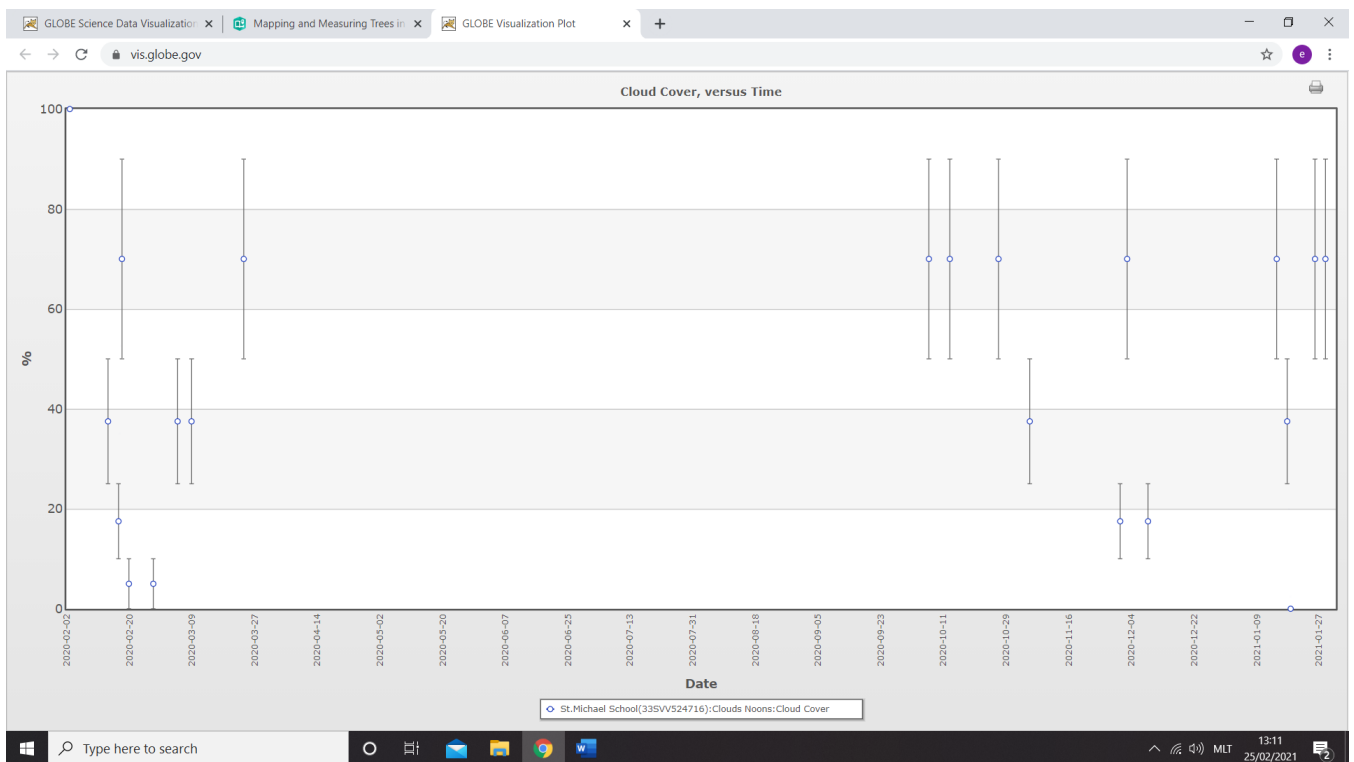 GLOBE Science Data Visualization
Mapping and Measuring Trees in
GLOBE Visualization Plot
vis.globe.gov
e
Cloud Cover, versus Time
100
80
60
40
20
0
%
2020-02-02 2020-02-20 2020-03-09 2020-03-27 2020-04-14 2020-05-02 2020-05-20 2020-06-07 2020-06-25 2020-07-13 2020-07-31 2020-08-18 2020-09-05 2020-09-23 2020-10-11 2020-10-29 2020-11-16 2020-12-04 2020-12-22 2021-01-09 2021-01-27
Date
St.Michael School(33SVV524716):Clouds Noons:Cloud Cover
Type here to search
W
MLT
13:11
25/02/2021
2